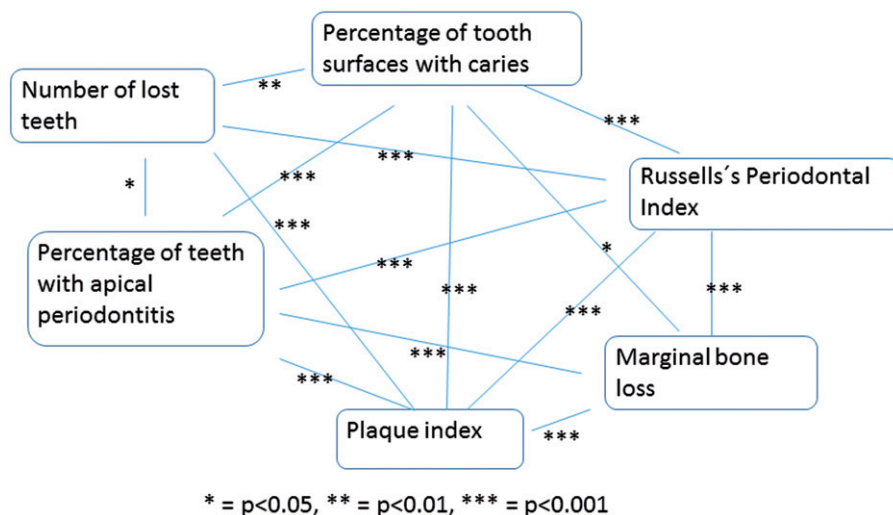 Percentage of tooth
surfaces with caries
Number of lost
teeth
**
***
***
*
***
Russells´s Periodontal
Index
***
Percentage of teeth
with apical
periodontitis
*
***
***
***
***
***
Marginal bone
loss
***
Plaque index
***
* = p<0.05, ** = p<0.01, *** = p<0.001